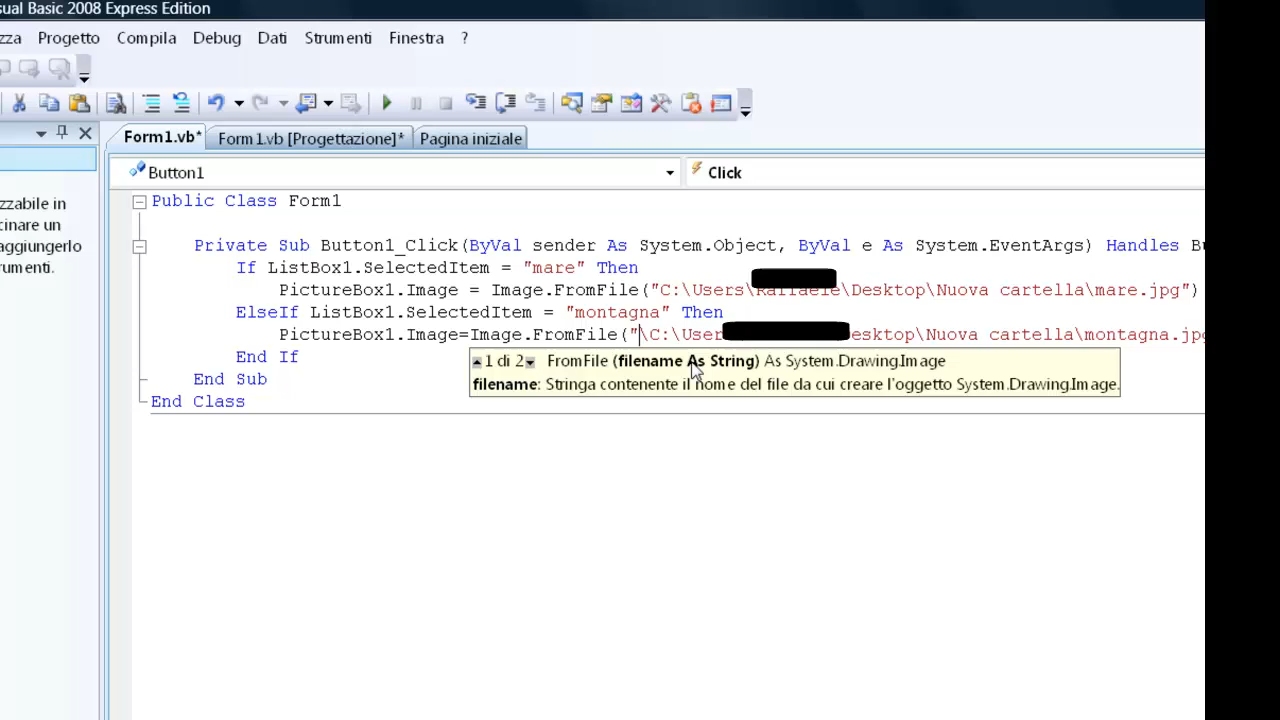 sual Basic 2008 Express Edition
zza Progetto Compila Debug Dati Strumenti Finestra ?
Form1.vb* Form1.vb [Progettazione]* Pagina iniziale
Button1 Click
zzabile in
cinare un
aggiungerlo
rumenti.
Public Class Form1
Private Sub Button1_Click(ByVal sender As System.Object, ByVal e As System.EventArgs) Handles Bu
If ListBox1.SelectedItem = "mare" Then
PictureBox1.Image = Image.FromFile("C:\Users\\Desktop\Nuova cartella\mare.jpg")
ElseIf ListBox1.SelectedItem = "montagna" Then
PictureBox1.Image=Image.FromFile("\C:\User esktop\Nuova cartella\montagna.jpg
End If
End Sub
End Class
1 di 2 FromFile (filename As String) As System.Drawing.Image
filename: Stringa contenente il nome del file da cui creare l'oggetto System.Drawing.Image.